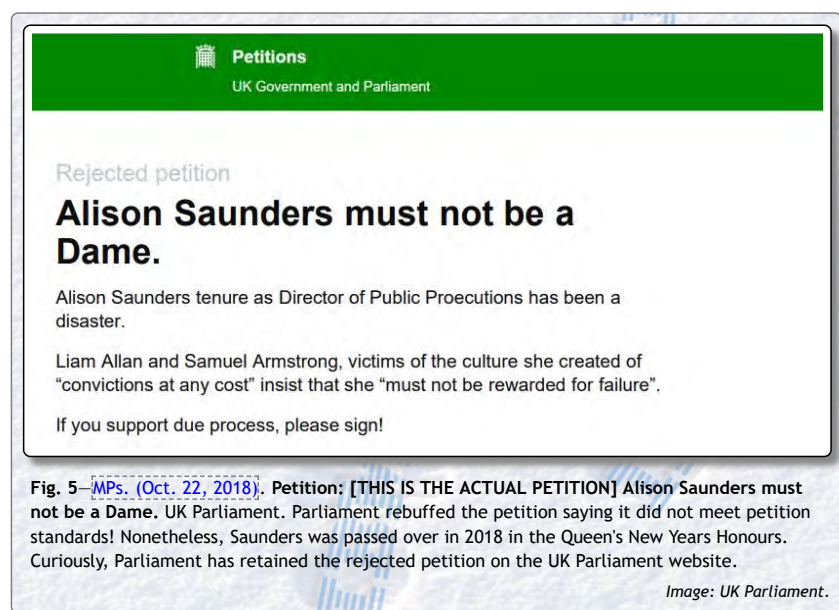 Petitions
UK Government and Parliament
Rejected petition
Alison Saunders must not be a
Dame.
Alison Saunders tenure as Director of Public Proecutions has been a
disaster.
Liam Allan and Samuel Armstrong, victims of the culture she created of
“convictions at any cost” insist that she “must not be rewarded for failure”.
If you support due process, please sign!
Fig. 5—MPs. (Oct. 22, 2018). Petition: [THIS IS THE ACTUAL PETITION] Alison Saunders must
not be a Dame. UK Parliament. Parliament rebuffed the petition saying it did not meet petition
standards! Nonetheless, Saunders was passed over in 2018 in the Queen's New Years Honours.
Curiously, Parliament has retained the rejected petition on the UK Parliament website.
Image: UK Parliament.